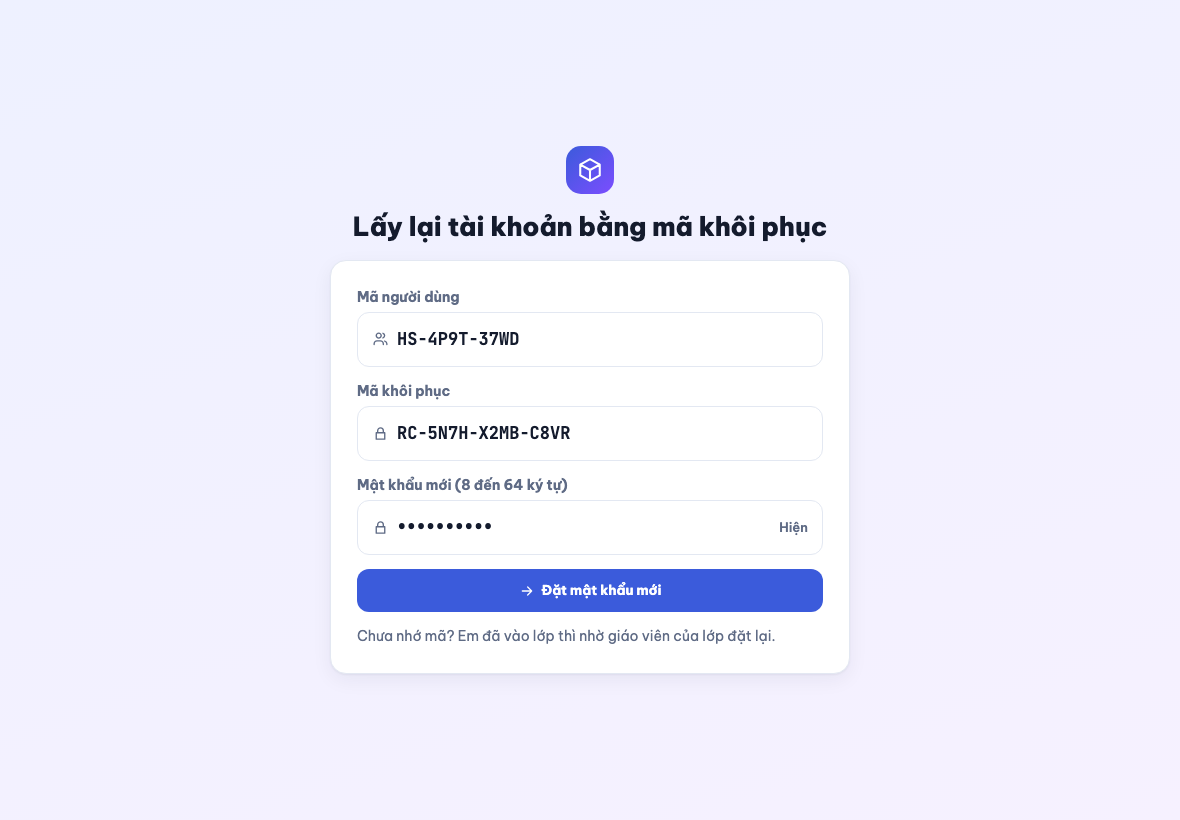 Lấy lại tài khoản bằng mã khôi phục
Mã người dùng
HS-4P9T-37WD
Mã khôi phục
RC-5N7H-X2MB-C8VR
Mật khẩu mới (8 đến 64 ký tự)
••••••••••
Hiện
→ Đặt mật khẩu mới
Chưa nhớ mã? Em đã vào lớp thì nhờ giáo viên của lớp đặt lại.